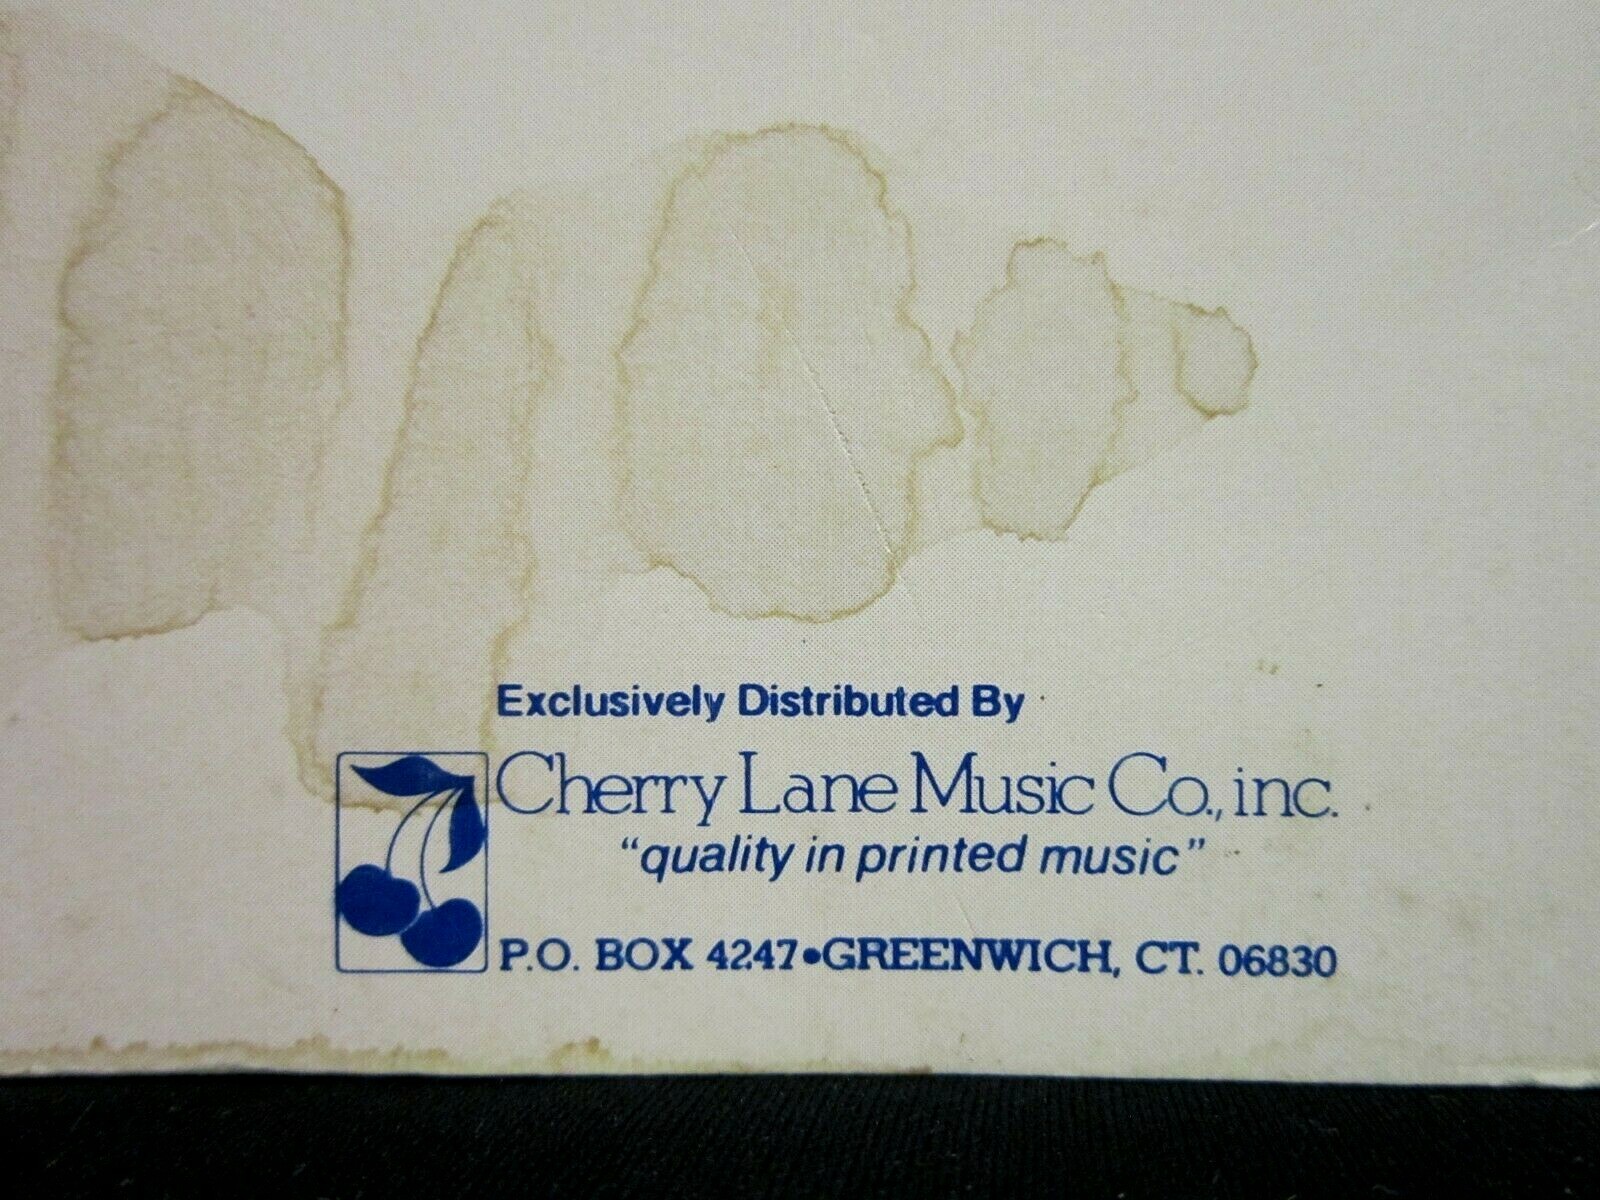 Exclusively Distributed By
Cherry Lane Music Co., inc.
“quality in printed music”
P.O. BOX 4247•GREENWICH, CT. 06830